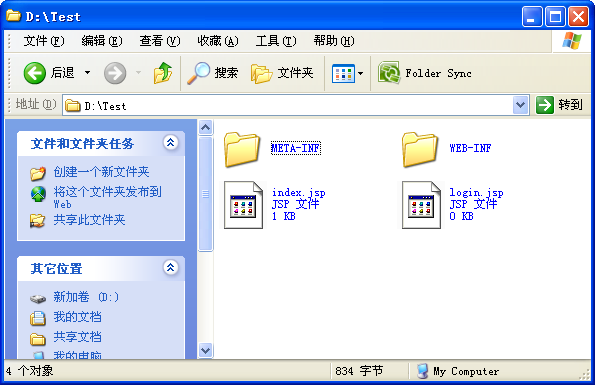 D:\Test
文件(F) 编辑(E) 查看(V) 收藏(A) 工具(T) 帮助(H)
后退 搜索 文件夹 Folder Sync
地址(D) D:\Test 转到
文件和文件夹任务
创建一个新文件夹
将这个文件夹发布到
Web
共享此文件夹
其它位置
新加卷 (D:)
我的文档
共享文档
我的电脑
META-INF
WEB-INF
index.jsp
JSP 文件
1 KB
login.jsp
JSP 文件
0 KB
4 个对象 834 字节 My Computer